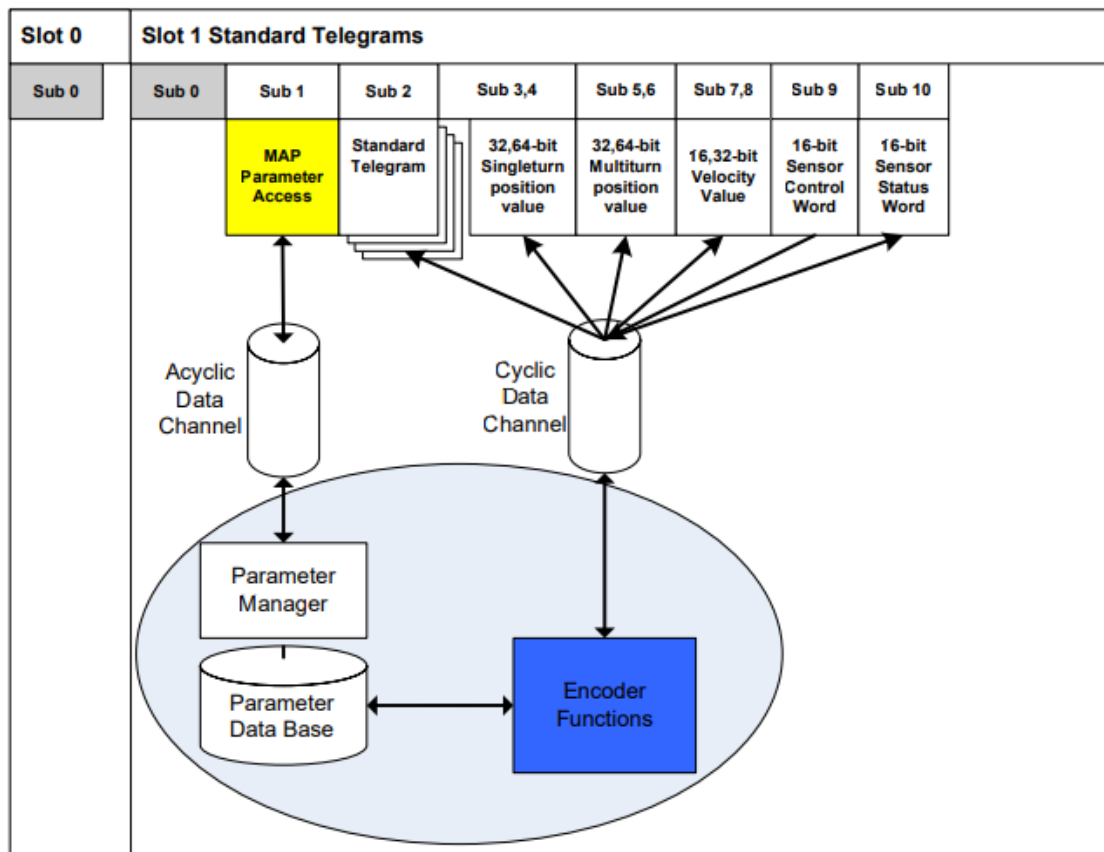 Slot 0
Slot 1 Standard Telegrams
Sub 0
Sub 0
Sub 1
Sub 2
Sub 3,4
Sub 5,6
Sub 7,8
Sub 9
Sub 10
MAP
Parameter
Access
Standard
Telegram
32,64-bit
Singleturn
position
value
32,64-bit
Multiturn
position
value
16,32-bit
Velocity
Value
16-bit
Sensor
Control
Word
16-bit
Sensor
Status
Word
Acyclic
Data
Channel
Cyclic
Data
Channel
Parameter
Manager
Parameter
Data Base
Encoder
Functions